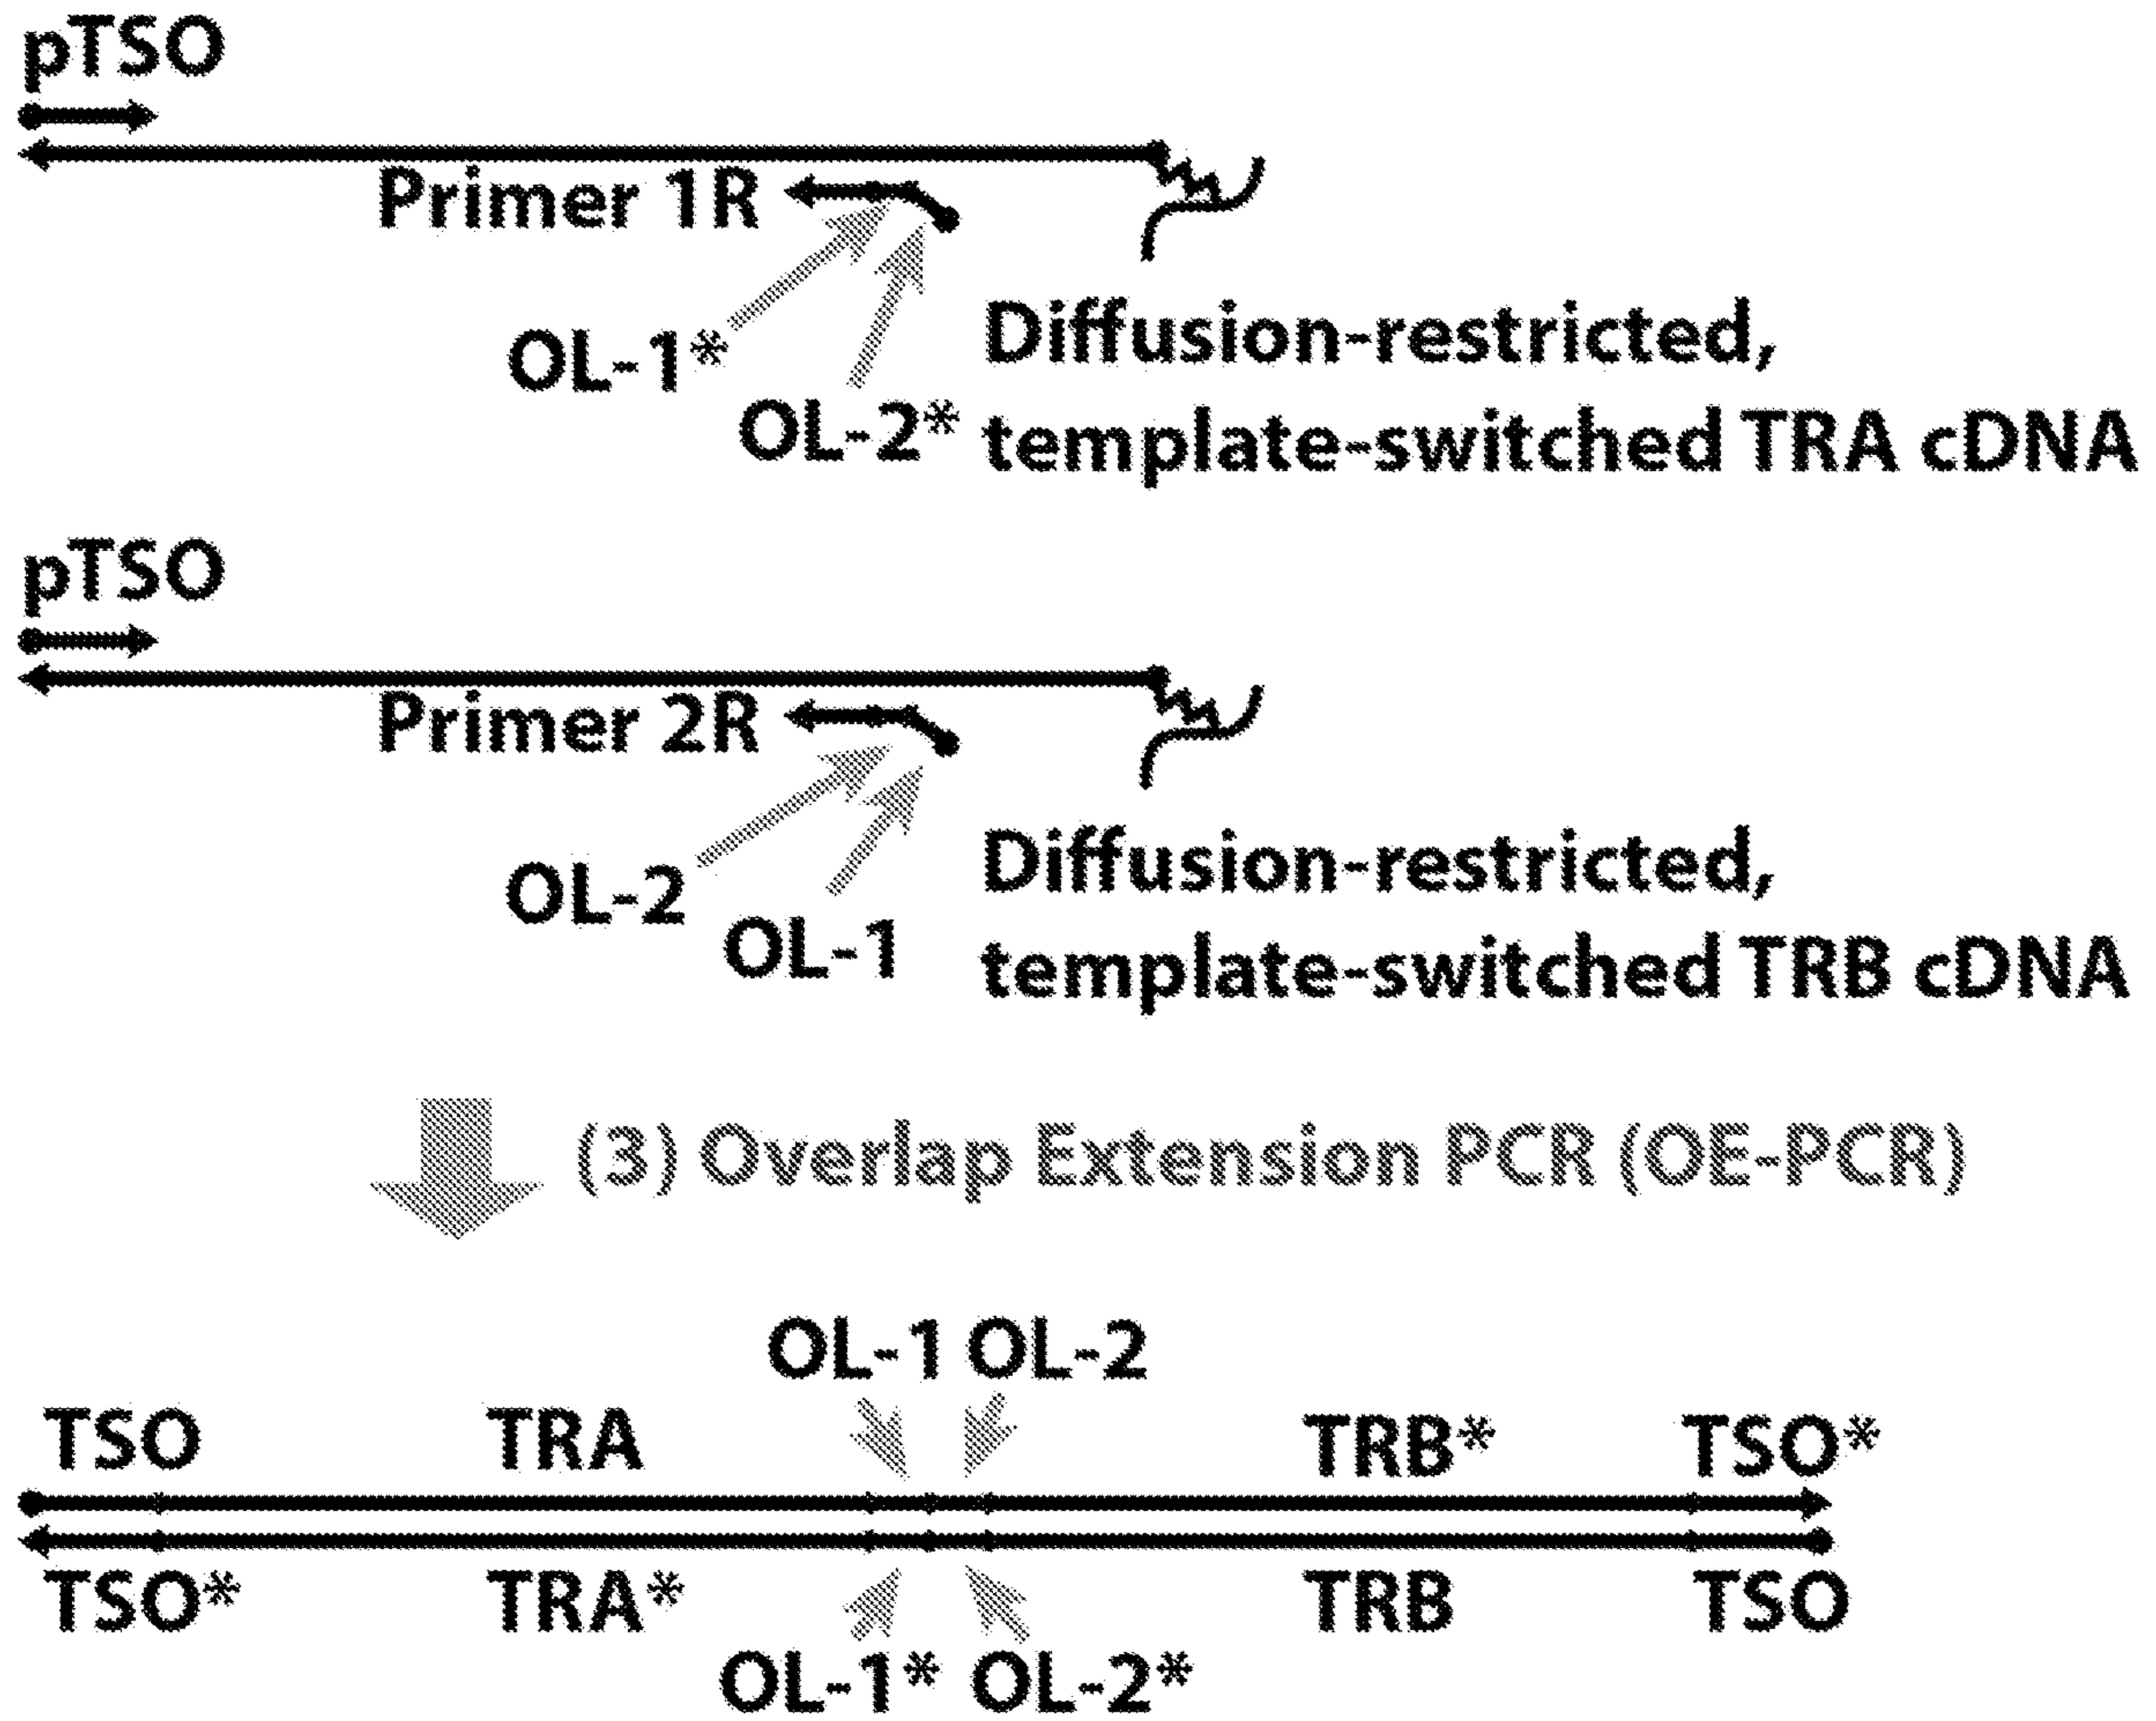 pTSO
Primer 1R
OL-1*
OL-2*
Diffusion-restricted,
template-switched TRA cDNA
pTSO
Primer 2R
OL-2
OL-1
Diffusion-restricted,
template-switched TRB cDNA
(3) Overlap Extension PCR (OE-PCR)
OL-1 OL-2
TSO TRA TRB* TSO*
TSO* TRA* TRB TSO
OL-1* OL-2*